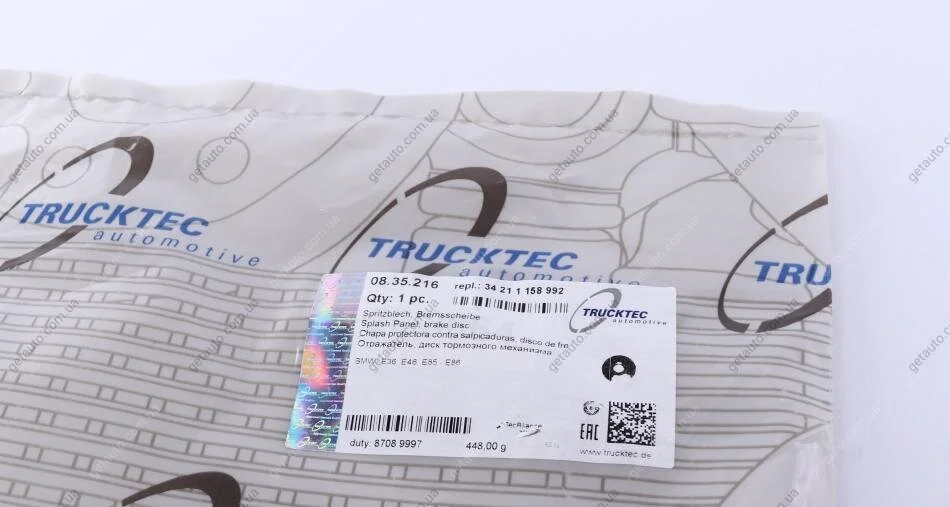 TRUCKTEC
automotive
TRUCKTEC
automotive
08.35.216
repl.: 34 21 1 158 992
Qty: 1 pc.
Spritzblech, Bremsscheibe
Splash Panel, brake disc
Chapa protectora contra salpicaduras, disco de fre
Отражатель, диск тормозного механизма
BMW E36, E46, E85 - E86
TRUCKTEC
automotive
duty: 8708 9997
448,00 g
TecAlliance
EAC
www.trucktec.de
getauto.com.ua